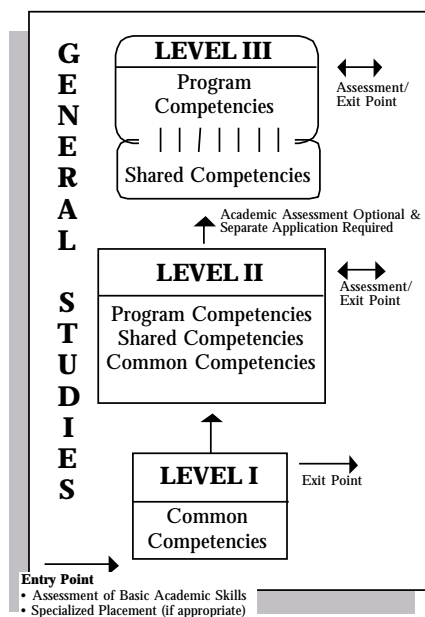 GENERAL STUDIES
LEVEL III
Program
Competencies
Shared Competencies
Assessment/
Exit Point
Academic Assessment Optional &
Separate Application Required
LEVEL II
Program Competencies
Shared Competencies
Common Competencies
Assessment/
Exit Point
LEVEL I
Common
Competencies
Exit Point
Entry Point
• Assessment of Basic Academic Skills
• Specialized Placement (if appropriate)